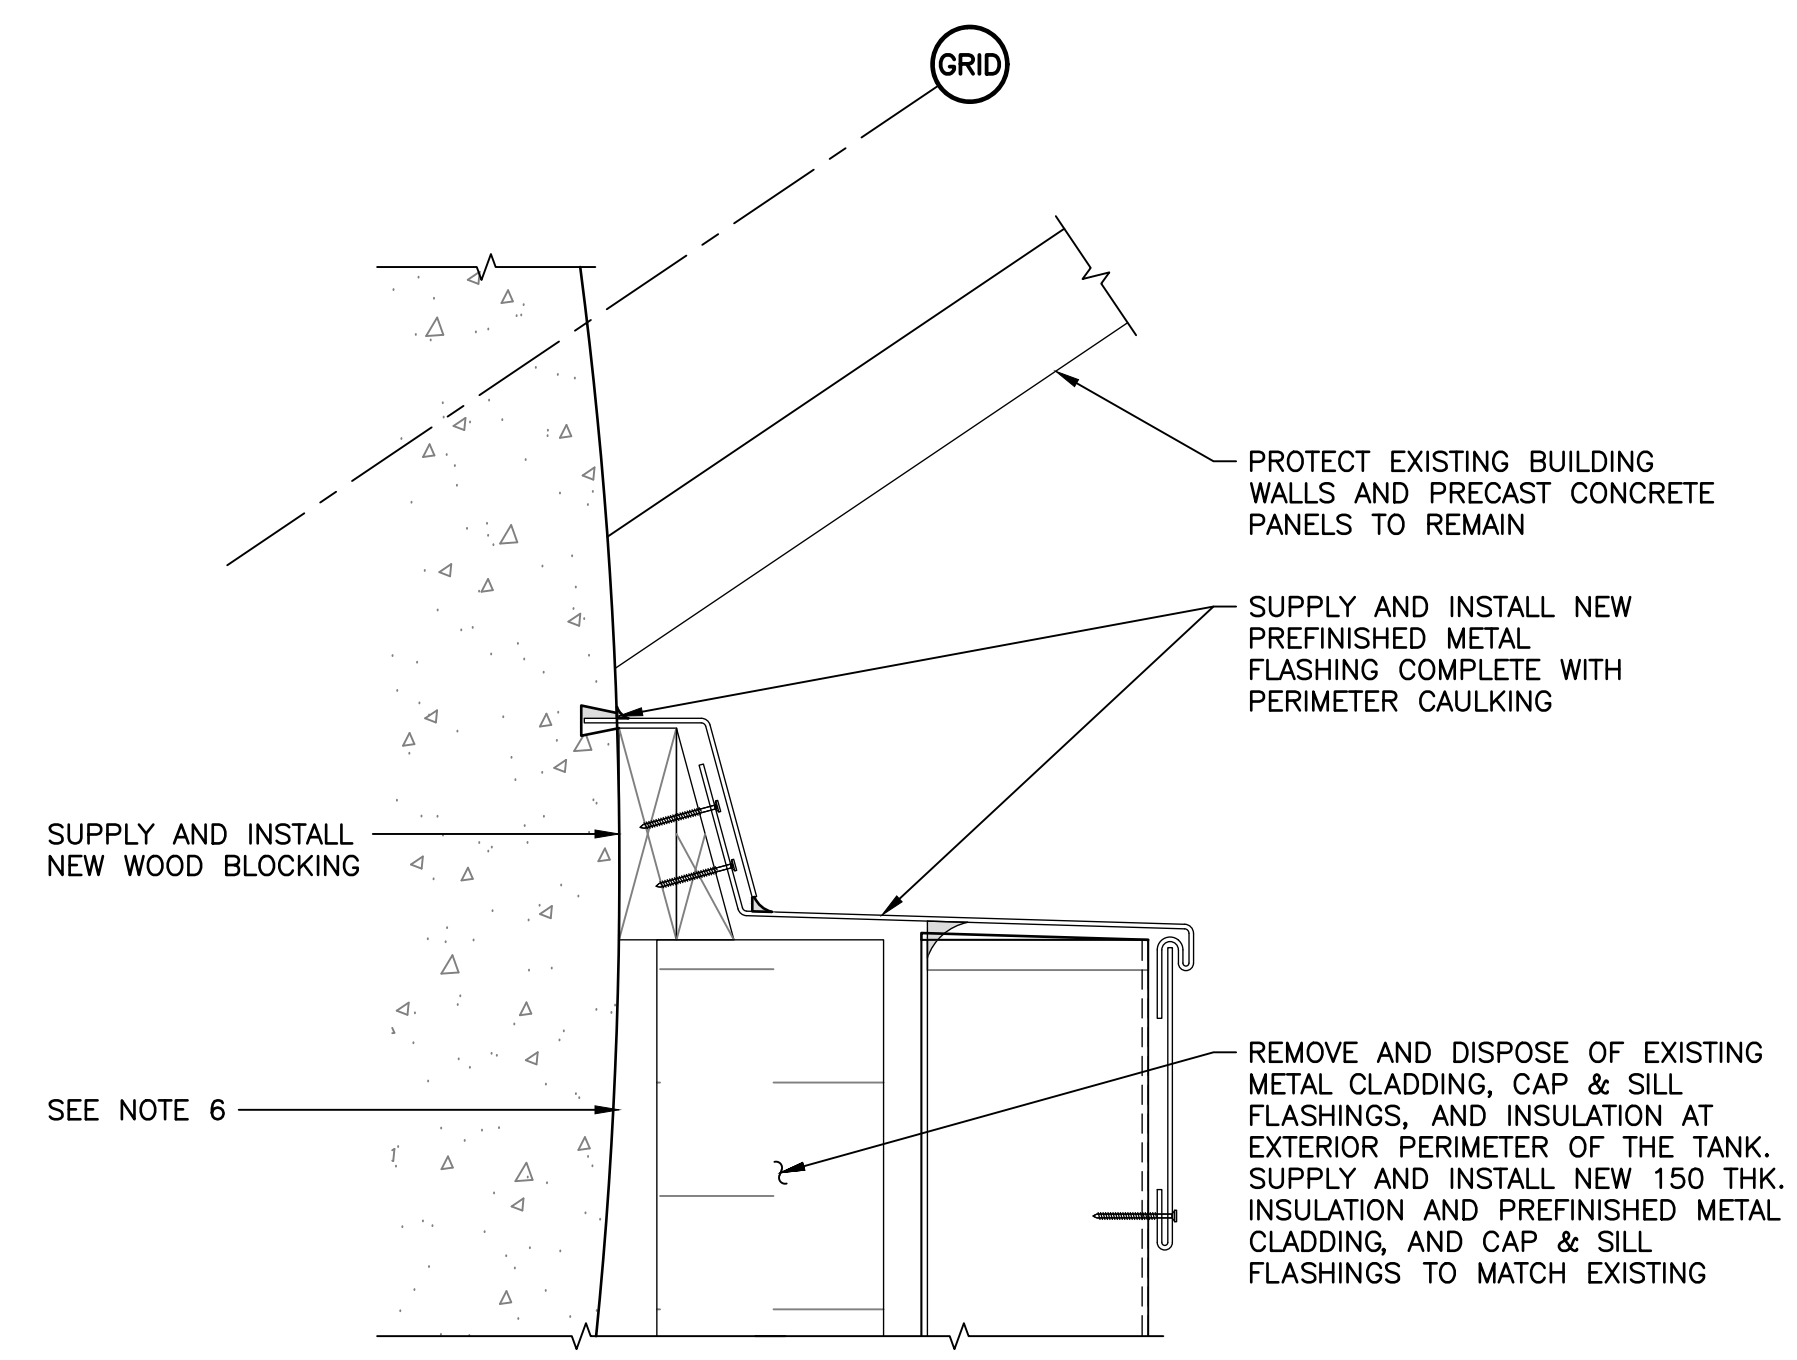 GRID
PROTECT EXISTING BUILDING
WALLS AND PRECAST CONCRETE
PANELS TO REMAIN
SUPPLY AND INSTALL NEW
PREFINISHED METAL
FLASHING COMPLETE WITH
PERIMETER CAULKING
SUPPLY AND INSTALL
NEW WOOD BLOCKING
REMOVE AND DISPOSE OF EXISTING
METAL CLADDING, CAP & SILL
FLASHINGS, AND INSULATION AT
EXTERIOR PERIMETER OF THE TANK.
SUPPLY AND INSTALL NEW 150 THK.
INSULATION AND PREFINISHED METAL
CLADDING, AND CAP & SILL
FLASHINGS TO MATCH EXISTING
SEE NOTE 6